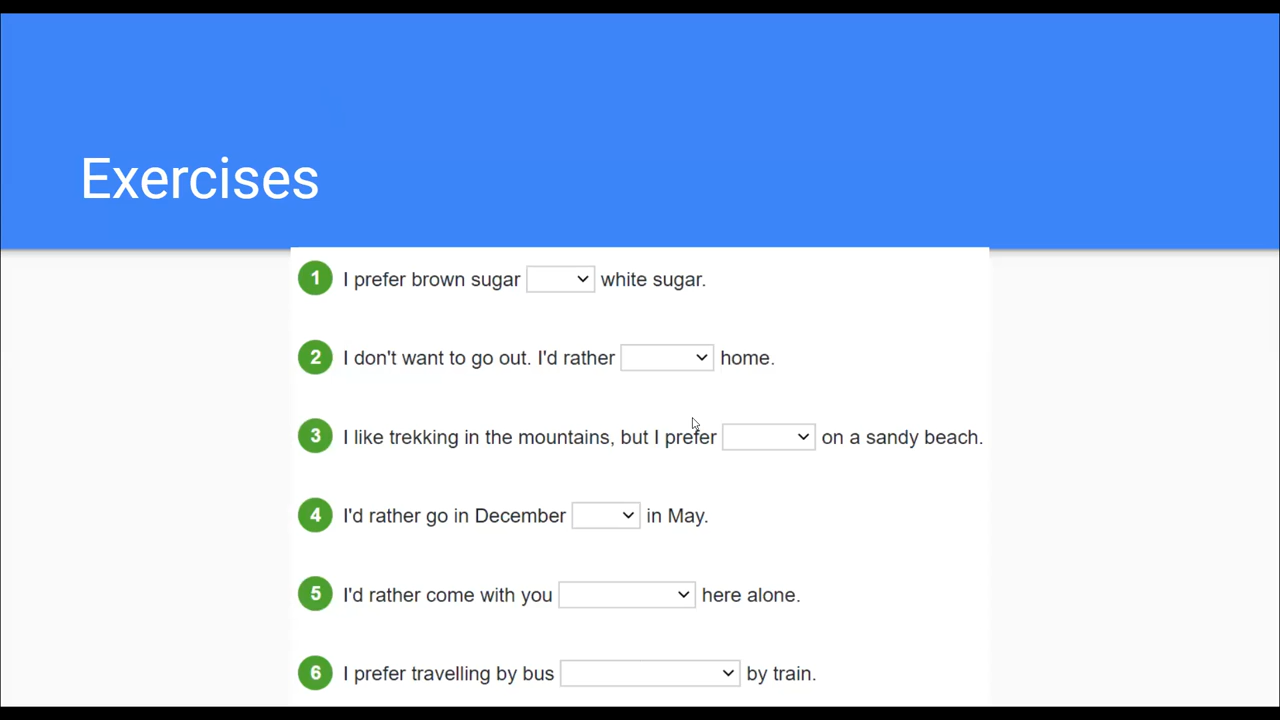 Exercises
1 I prefer brown sugar white sugar.
2 I don't want to go out. I'd rather home.
3 I like trekking in the mountains, but I prefer on a sandy beach.
4 I'd rather go in December in May.
5 I'd rather come with you here alone.
6 I prefer travelling by bus by train.